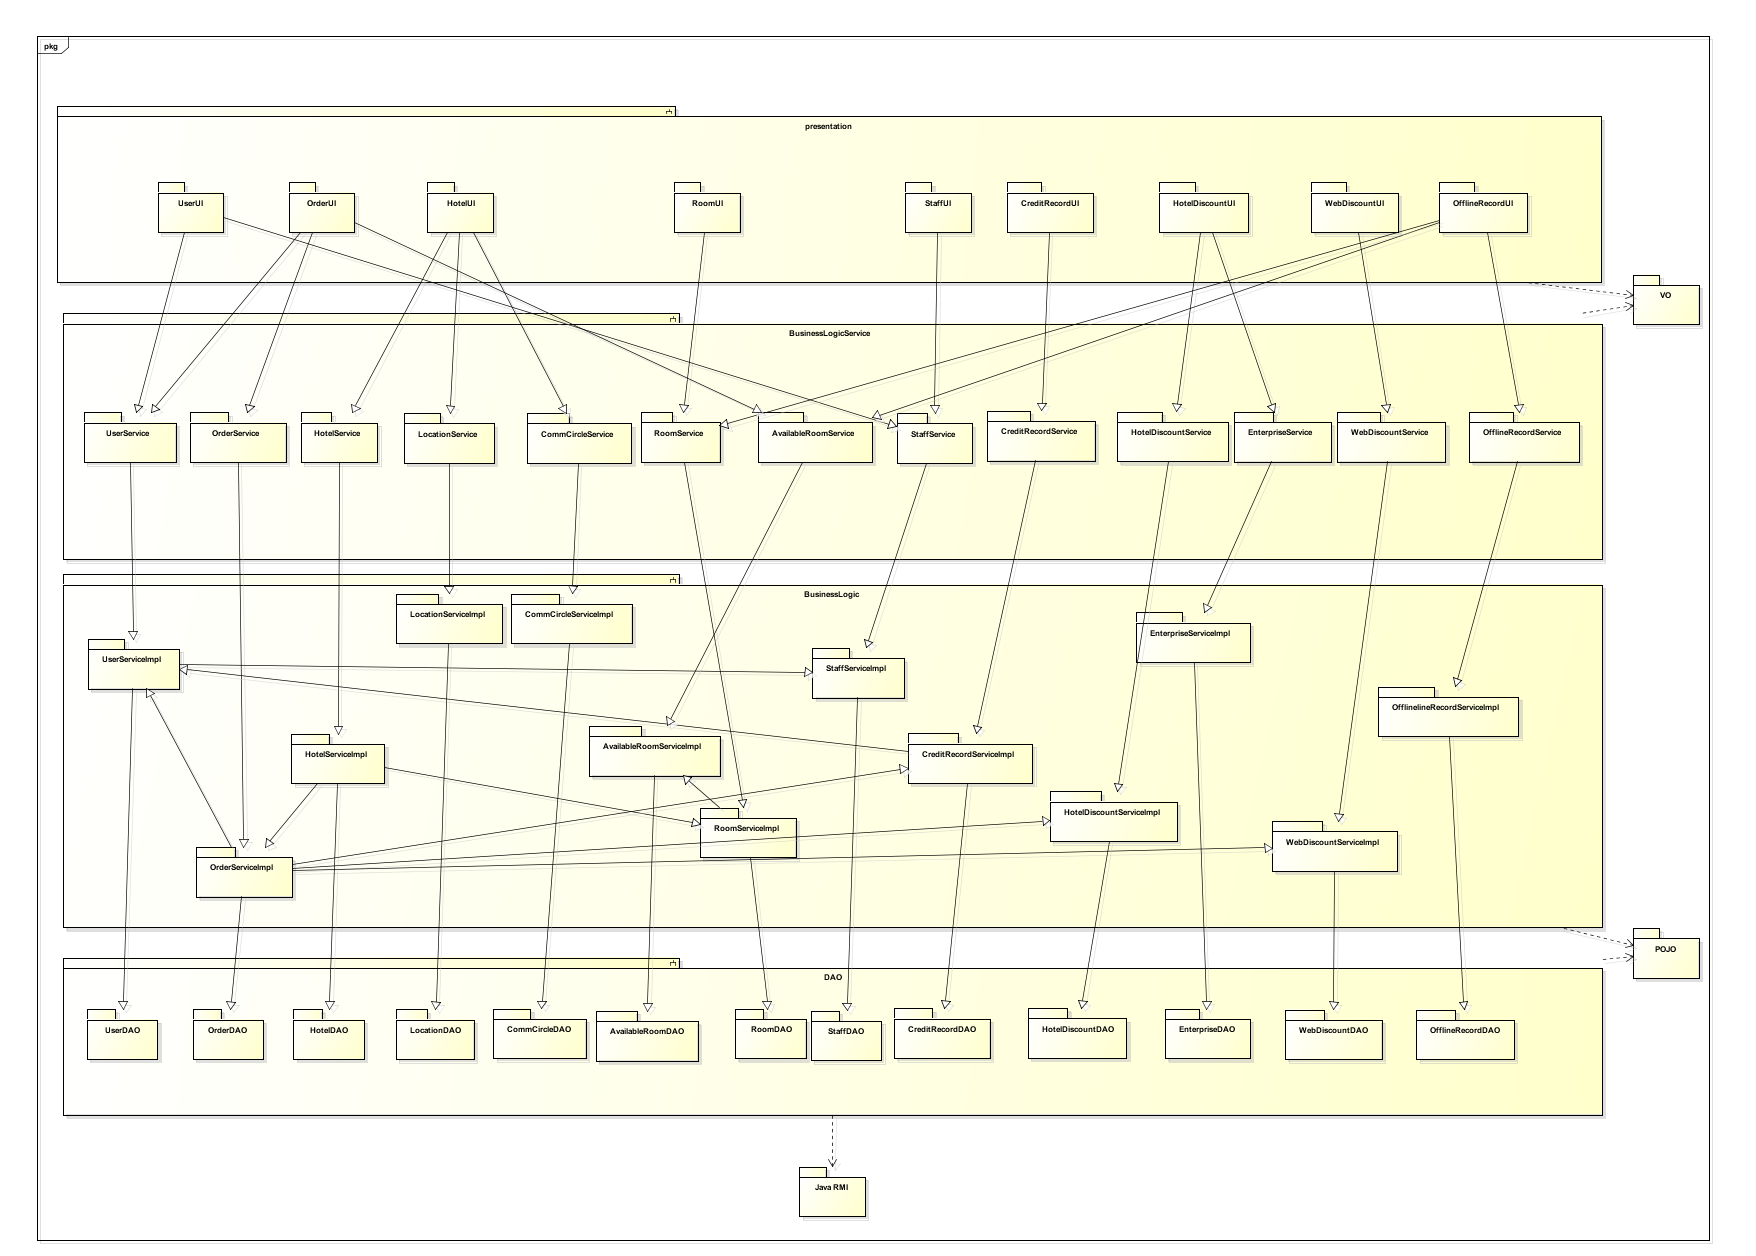 pkg
presentation
UserUI
OrderUI
HotelUI
RoomUI
StaffUI
CreditRecordUI
HotelDiscountUI
WebDiscountUI
OfflineRecordUI
VO
BusinessLogicService
UserService
OrderService
HotelService
LocationService
CommCircleService
RoomService
AvailableRoomService
StaffService
CreditRecordService
HotelDiscountService
EnterpriseService
WebDiscountService
OfflineRecordService
BusinessLogic
LocationServiceImpl
CommCircleServiceImpl
EnterpriseServiceImpl
UserServiceImpl
StaffServiceImpl
OfflinelineRecordServiceImpl
HotelServiceImpl
AvailableRoomServiceImpl
CreditRecordServiceImpl
HotelDiscountServiceImpl
RoomServiceImpl
WebDiscountServiceImpl
OrderServiceImpl
POJO
DAO
UserDAO
OrderDAO
HotelDAO
LocationDAO
CommCircleDAO
AvailableRoomDAO
RoomDAO
StaffDAO
CreditRecordDAO
HotelDiscountDAO
EnterpriseDAO
WebDiscountDAO
OfflineRecordDAO
Java RMI